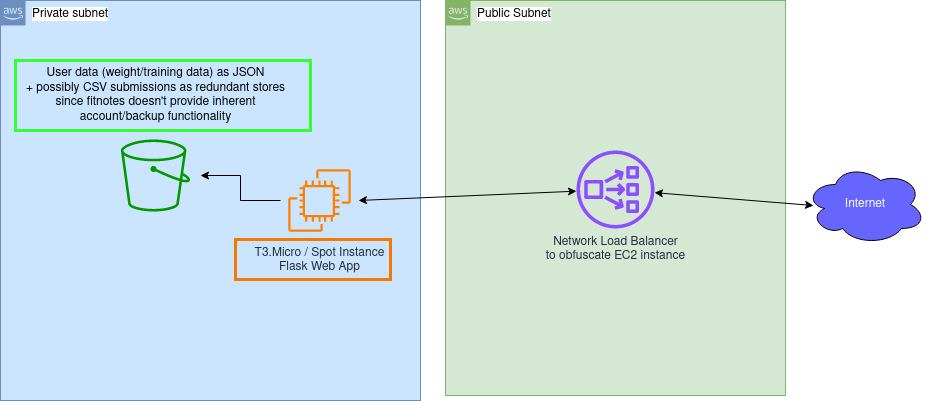 aws
Private subnet
aws
Public Subnet
User data (weight/training data) as JSON
+ possibly CSV submissions as redundant stores
since fitnotes doesn't provide inherent
account/backup functionality
T3.Micro / Spot Instance
Flask Web App
Network Load Balancer
to obfuscate EC2 instance
Internet